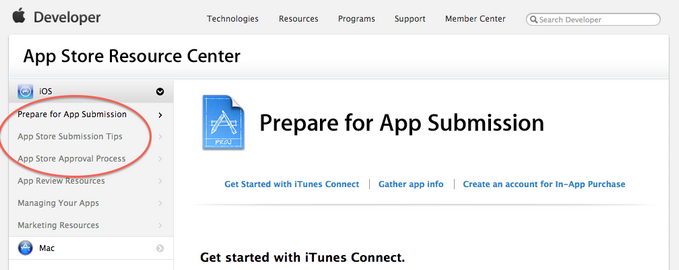 Developer
Technologies Resources Programs Support Member Center Search Developer
App Store Resource Center
iOS
Prepare for App Submission
App Store Submission Tips
App Store Approval Process
App Review Resources
Managing Your Apps
Marketing Resources
Mac
PROJ
Prepare for App Submission
Get Started with iTunes Connect Gather app info Create an account for In-App Purchase
Get started with iTunes Connect.